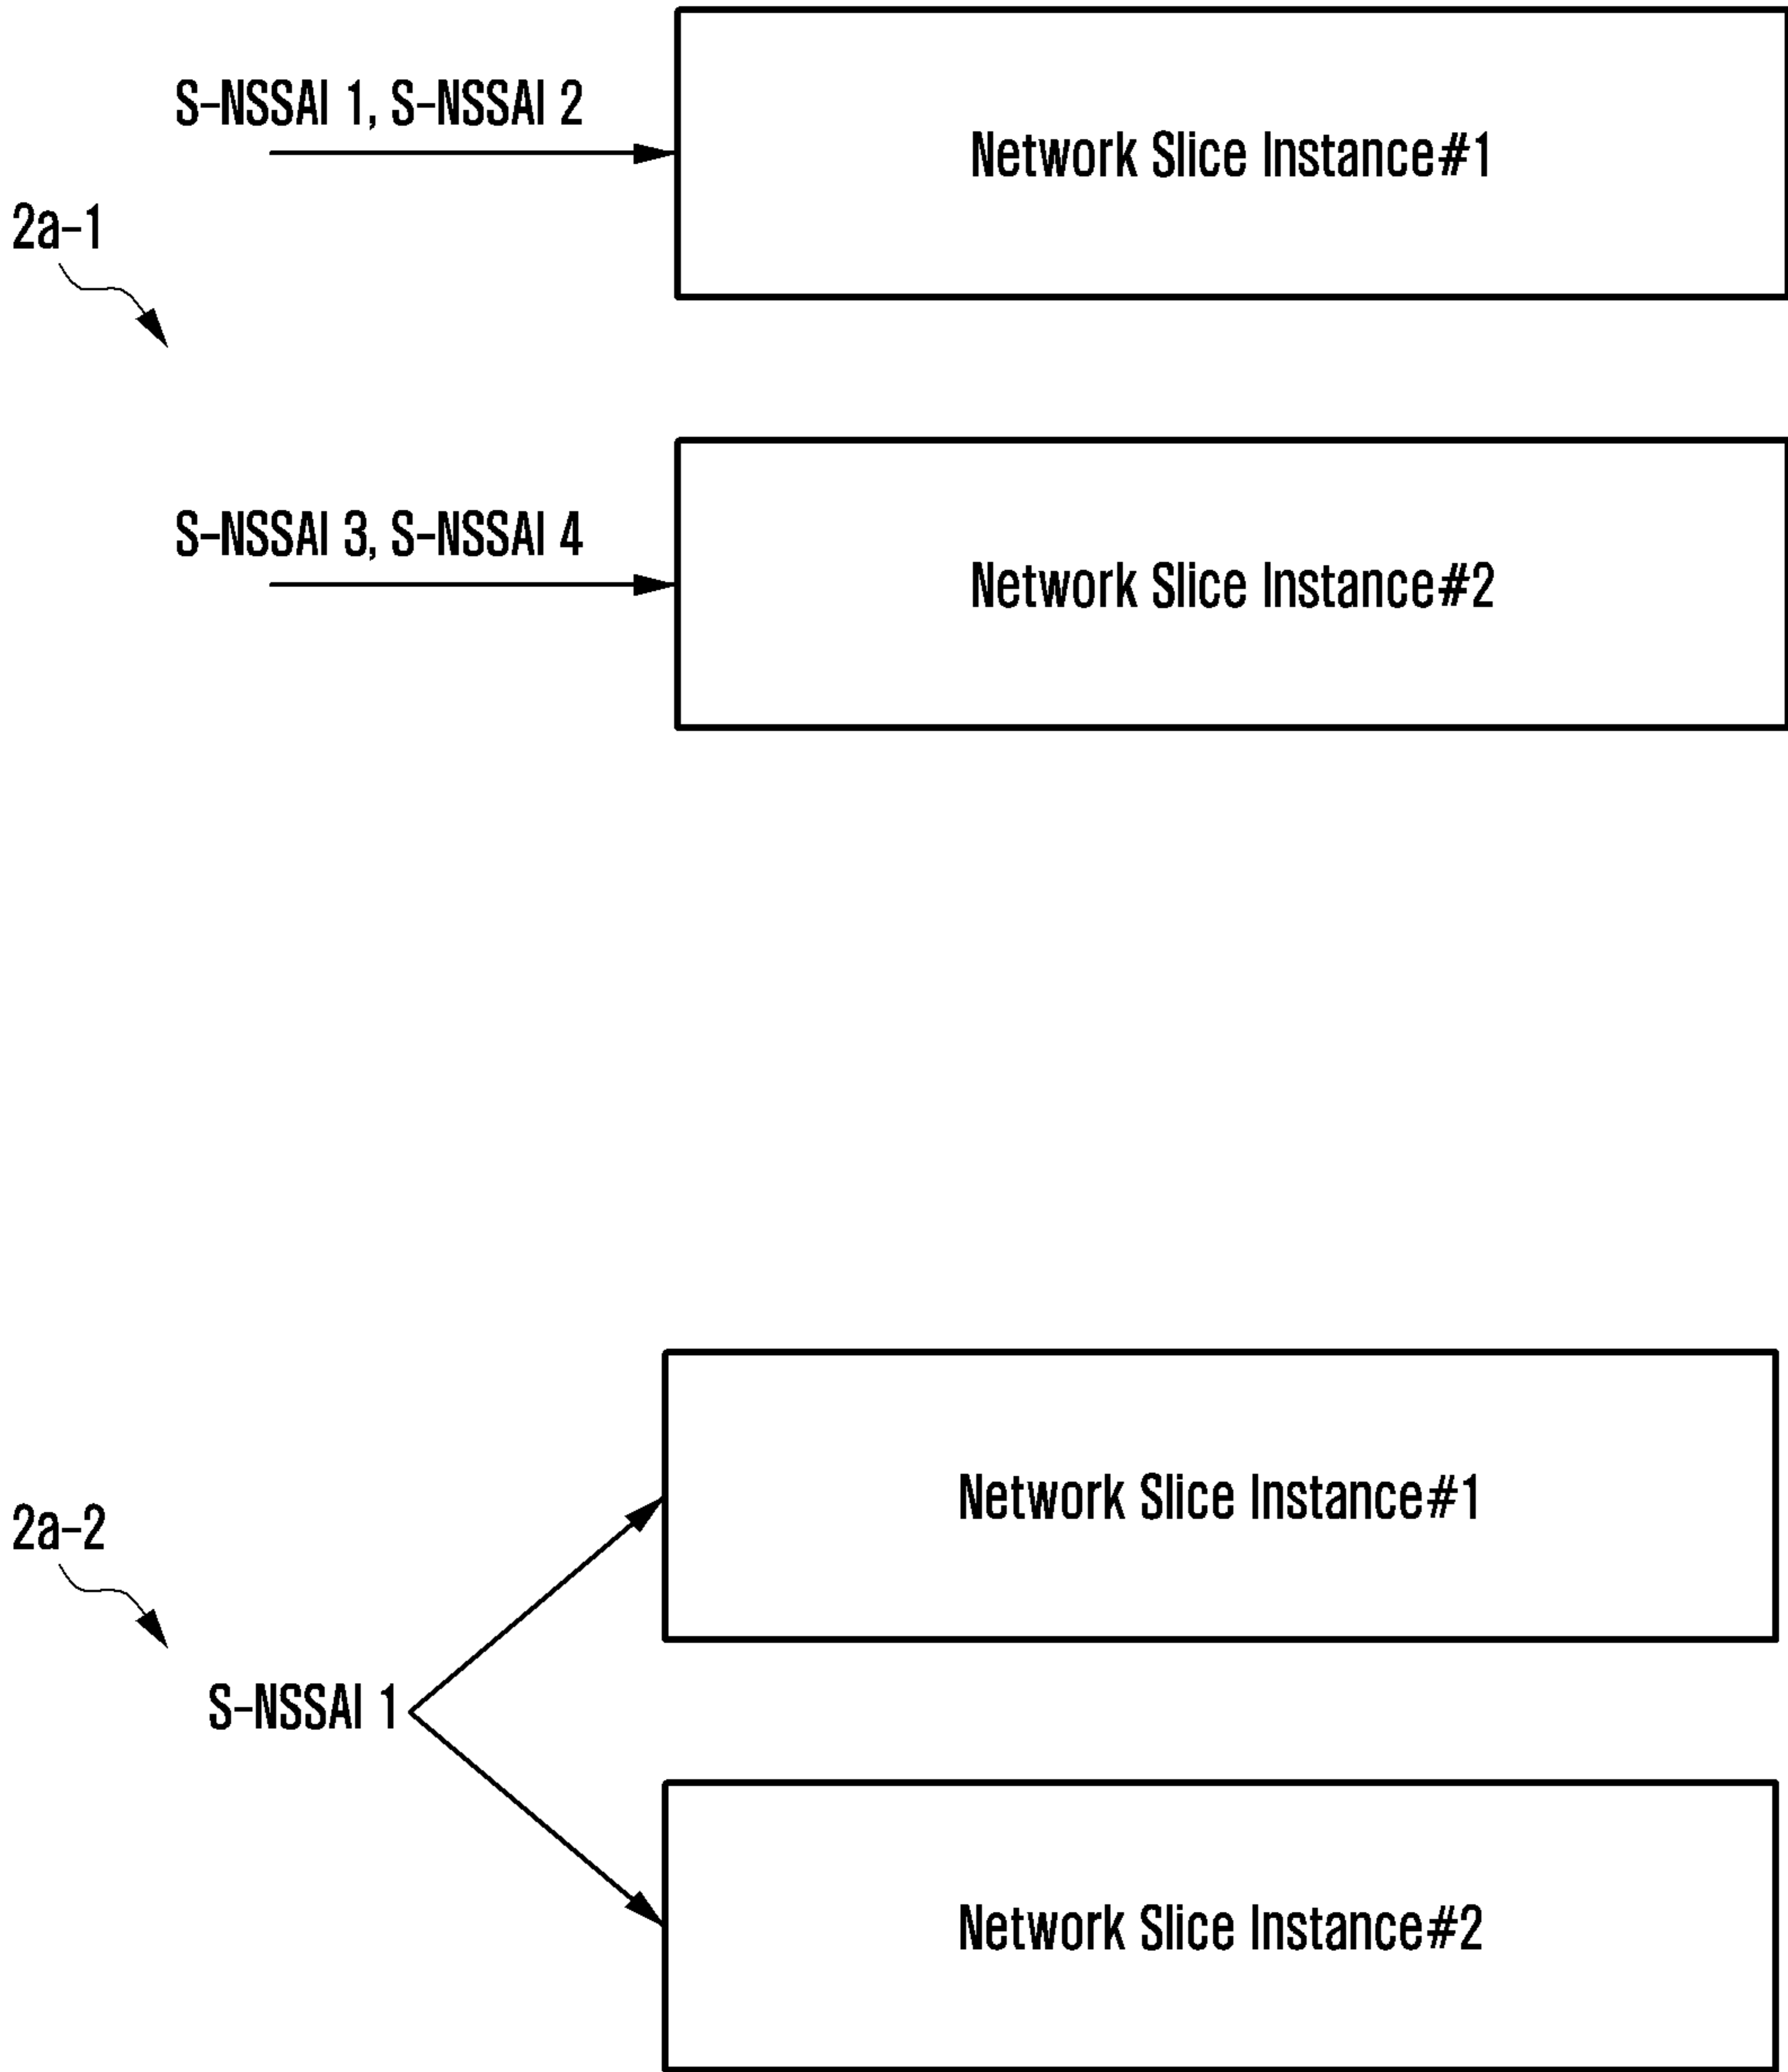 S-NSSAI 1, S-NSSAI 2
Network Slice Instance#1
2a-1
S-NSSAI 3, S-NSSAI 4
Network Slice Instance#2
Network Slice Instance#1
2a-2
S-NSSAI 1
Network Slice Instance#2